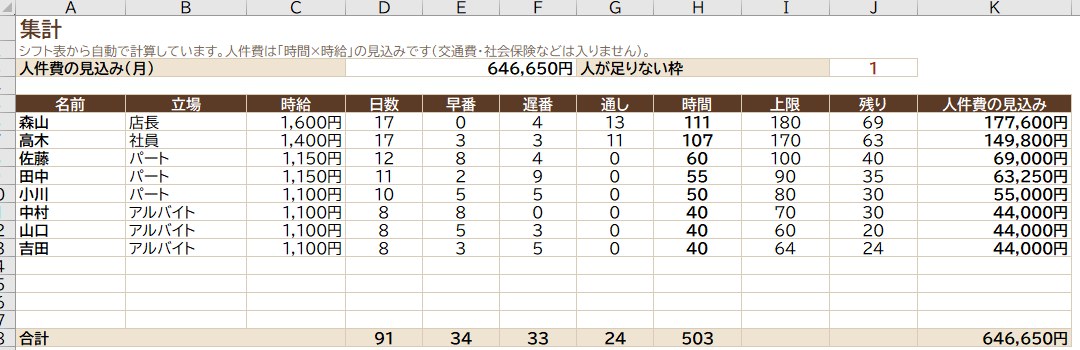 A B C D E F G H I J K
集計
シフト表から自動で計算しています。人件費は「時間×時給」の見込みです(交通費・社会保険などは入りません)。
人件費の見込み(月) 646,650円 人が足りない枠 1
名前 立場 時給 日数 早番 遅番 通し 時間 上限 残り 人件費の見込み
森山 店長 1,600円 17 0 4 13 111 180 69 177,600円
高木 社員 1,400円 17 3 3 11 107 170 63 149,800円
佐藤 パート 1,150円 12 8 4 0 60 100 40 69,000円
田中 パート 1,150円 11 2 9 0 55 90 35 63,250円
小川 パート 1,100円 10 5 5 0 50 80 30 55,000円
中村 アルバイト 1,100円 8 8 0 0 40 70 30 44,000円
山口 アルバイト 1,100円 8 5 3 0 40 60 20 44,000円
吉田 アルバイト 1,100円 8 3 5 0 40 64 24 44,000円
合計 91 34 33 24 503 646,650円